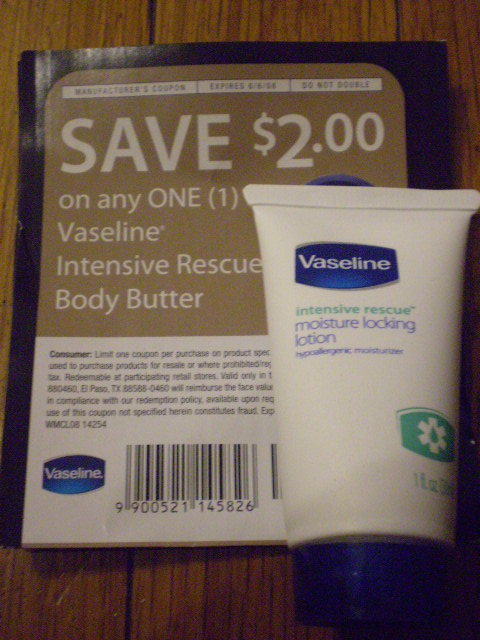 MANUFACTURER'S COUPON EXPIRES 6/6/08 DO NOT DOUBLE
SAVE $2.00
on any ONE (1)
Vaseline®
Intensive Rescue
Body Butter
Consumer: Limit one coupon per purchase on product
used to purchase products for resale or where prohibited/
tax. Redeemable at participating retail stores. Valid only in
880460, El Paso, TX 88588-0460 will reimburse the face
in compliance with our redemption policy, available upon
use of this coupon not specified herein constitutes fraud.
WMCL08 14254
Vaseline.
9 900521 145826
Vaseline
intensive rescue™
moisture locking
lotion
hypoallergenic moisturizer
1 fl oz